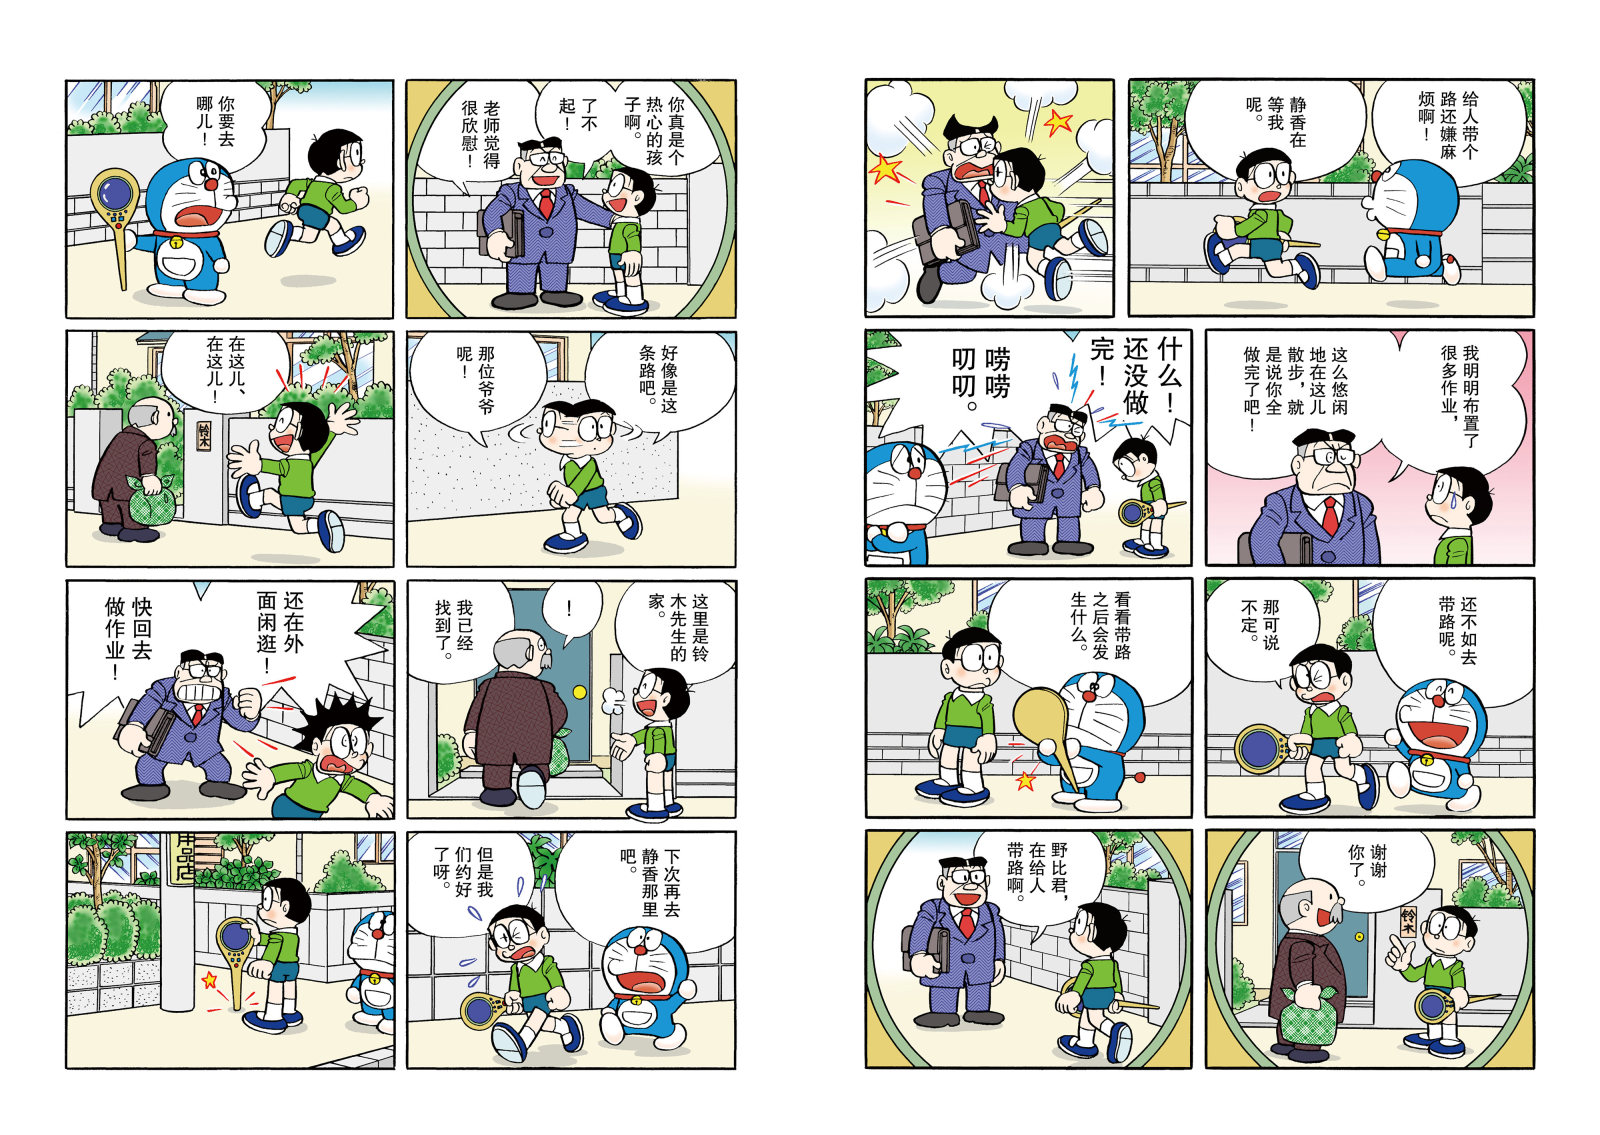 给人带个
路还嫌麻
烦啊！
静香在
等我
呢。
我明明布置了
很多作业，
这么悠闲
地在这儿
散步，就
是说你全
做完了吧！
什么！
还没做
完！
唠唠
叨叨。
还不如去
带路呢。
那可说
不定。
看看带路
之后会发
生什么。
谢谢
你了。
铃木
野比君，
在给人
带路啊。
你真是个
热心的孩
子啊。
了不
起！
老师觉得
很欣慰！
你要去
哪儿！
好像是这
条路吧。
那位爷爷
呢！
在这儿、
在这儿！
铃木
这里是铃
木先生的
家。
！
我已经
找到了。
还在外
面闲逛！
快回去
做作业！
下次再去
静香那里
吧。
但是我
们约好
了呀。
用品店